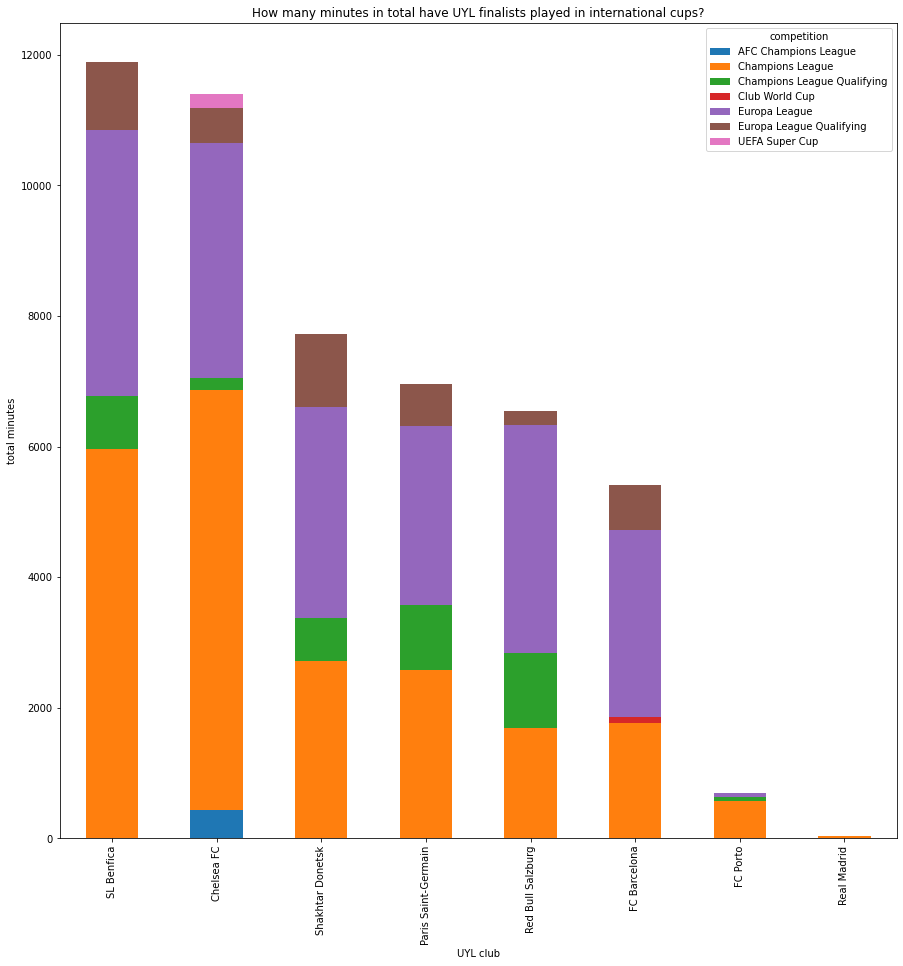 How many minutes in total have UYL finalists played in international cups?
competition
AFC Champions League
Champions League
Champions League Qualifying
Club World Cup
Europa League
Europa League Qualifying
UEFA Super Cup
total minutes
12000
10000
8000
6000
4000
2000
0
SL Benfica
Chelsea FC
Shakhtar Donetsk
Paris Saint-Germain
Red Bull Salzburg
FC Barcelona
FC Porto
Real Madrid
UYL club